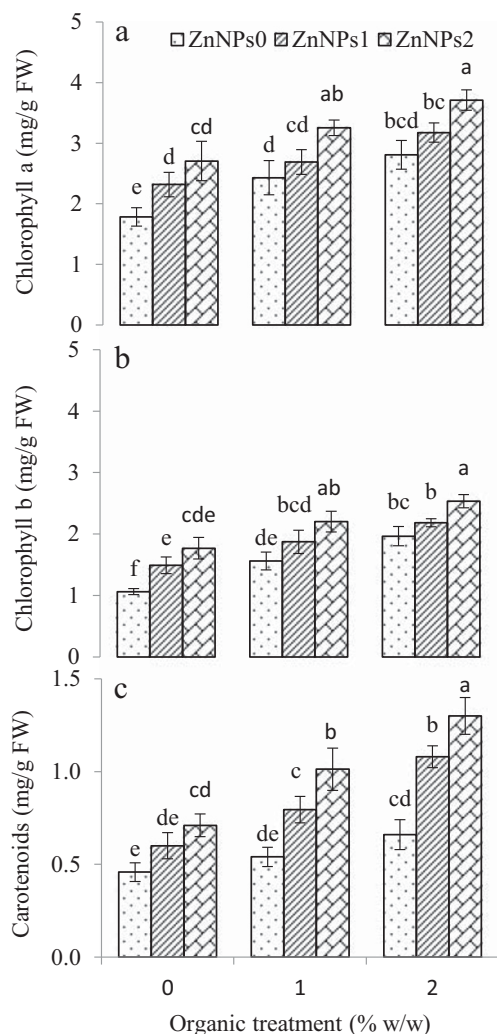 a
ZnNPs0 ZnNPs1 ZnNPs2
Chlorophyll a (mg/g FW)
5
4
3
2
1
0
e d cd d cd ab bcd bc a
b
Chlorophyll b (mg/g FW)
5
4
3
2
1
0
f e cde de bcd ab bc b a
c
Carotenoids (mg/g FW)
1.5
1.0
0.5
0.0
e de cd de c b cd b a
0 1 2
Organic treatment (% w/w)